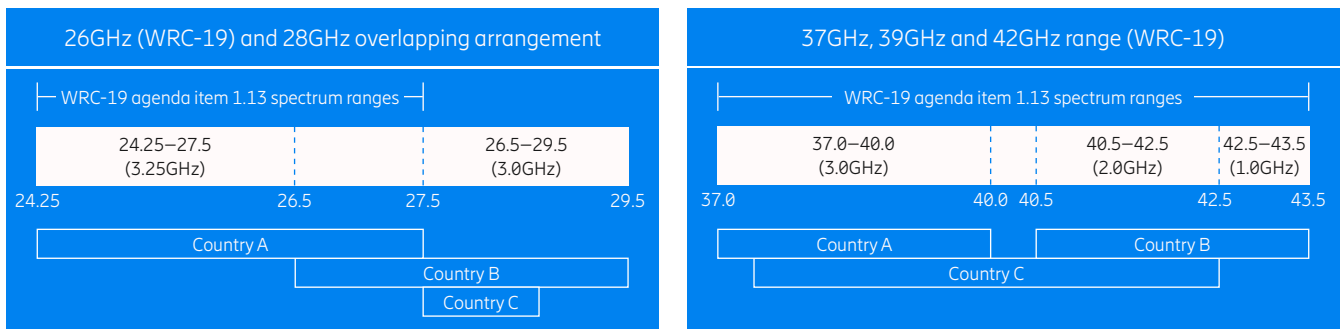 26GHz (WRC-19) and 28GHz overlapping arrangement
WRC-19 agenda item 1.13 spectrum ranges
24.25–27.5
(3.25GHz)
26.5–29.5
(3.0GHz)
24.25
26.5
27.5
29.5
Country A
Country B
Country C
37GHz, 39GHz and 42GHz range (WRC-19)
WRC-19 agenda item 1.13 spectrum ranges
37.0–40.0
(3.0GHz)
40.5–42.5
(2.0GHz)
42.5–43.5
(1.0GHz)
37.0
40.0
40.5
42.5
43.5
Country A
Country B
Country C